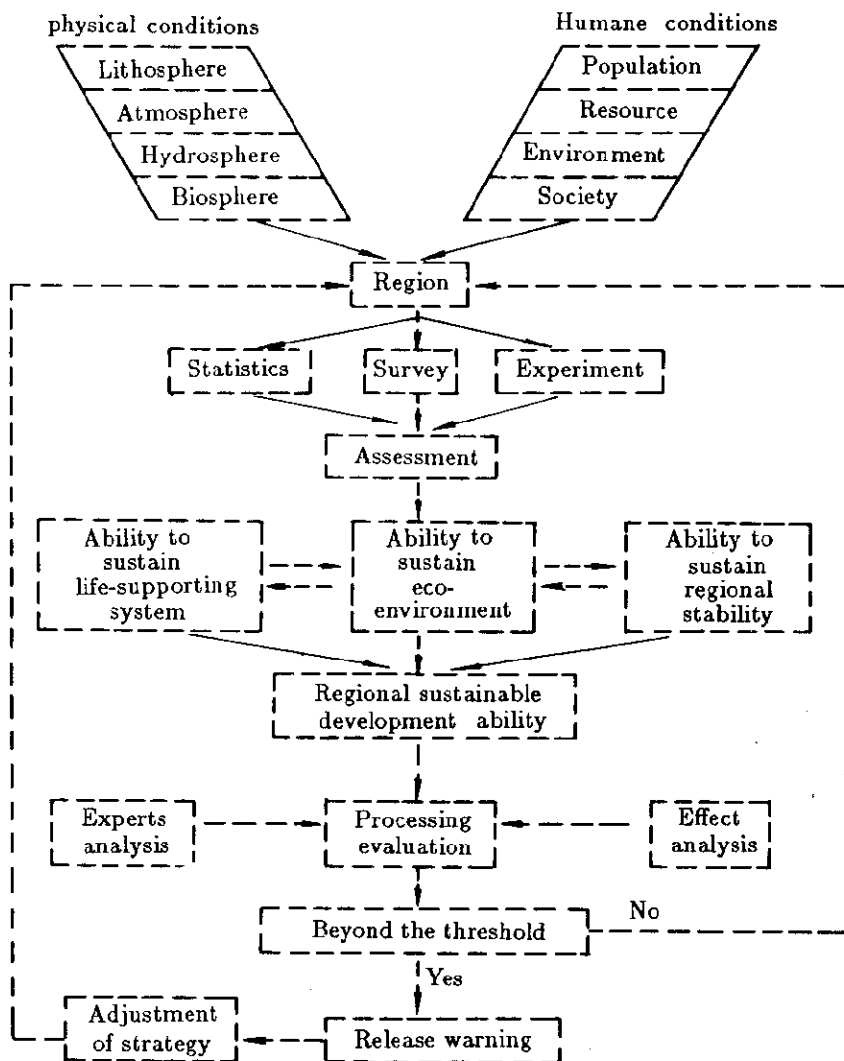 physical conditions
Humane conditions
Lithosphere
Atmosphere
Hydrosphere
Biosphere
Population
Resource
Environment
Society
Region
Statistics
Survey
Experiment
Assessment
Ability to
sustain
life-supporting
system
Ability to
sustain
eco-
environment
Ability to
sustain
regional
stability
Regional sustainable
development ability
Experts
analysis
Processing
evaluation
Effect
analysis
Beyond the threshold
No
Yes
Adjustment
of strategy
Release warning